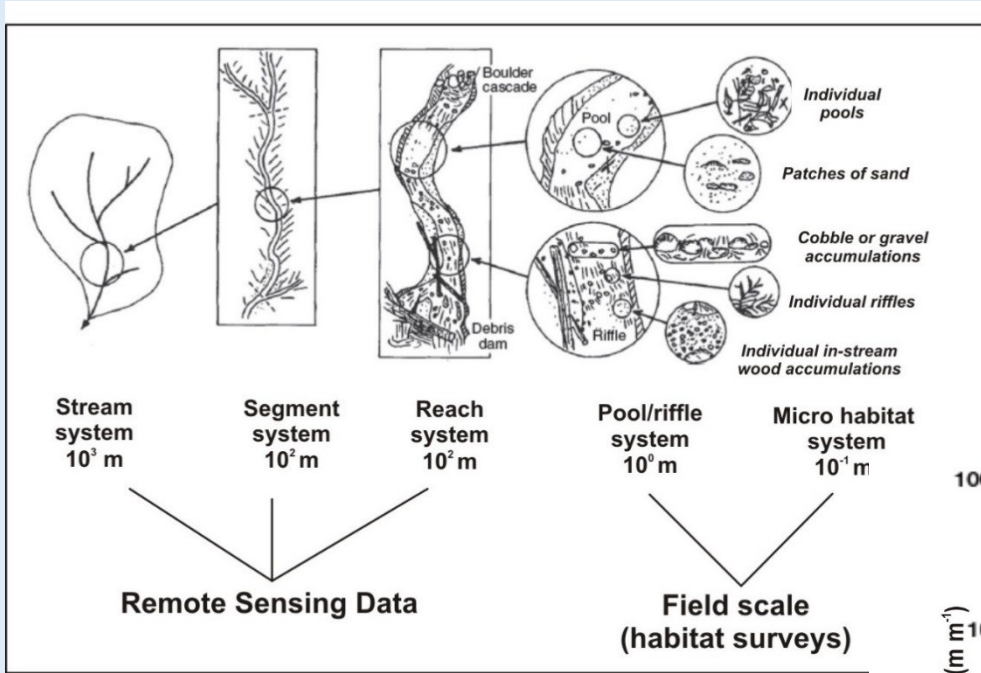 Boulder
cascade
Pool
Individual
pools
Patches of sand
Cobble or gravel
accumulations
Individual riffles
Riffle
Debris
dam
Individual in-stream
wood accumulations
Stream
system
10³ m
Segment
system
10² m
Reach
system
10² m
Pool/riffle
system
10⁰ m
Micro habitat
system
10⁻¹ m
Remote Sensing Data
Field scale
(habitat surveys)
(m m⁻¹)